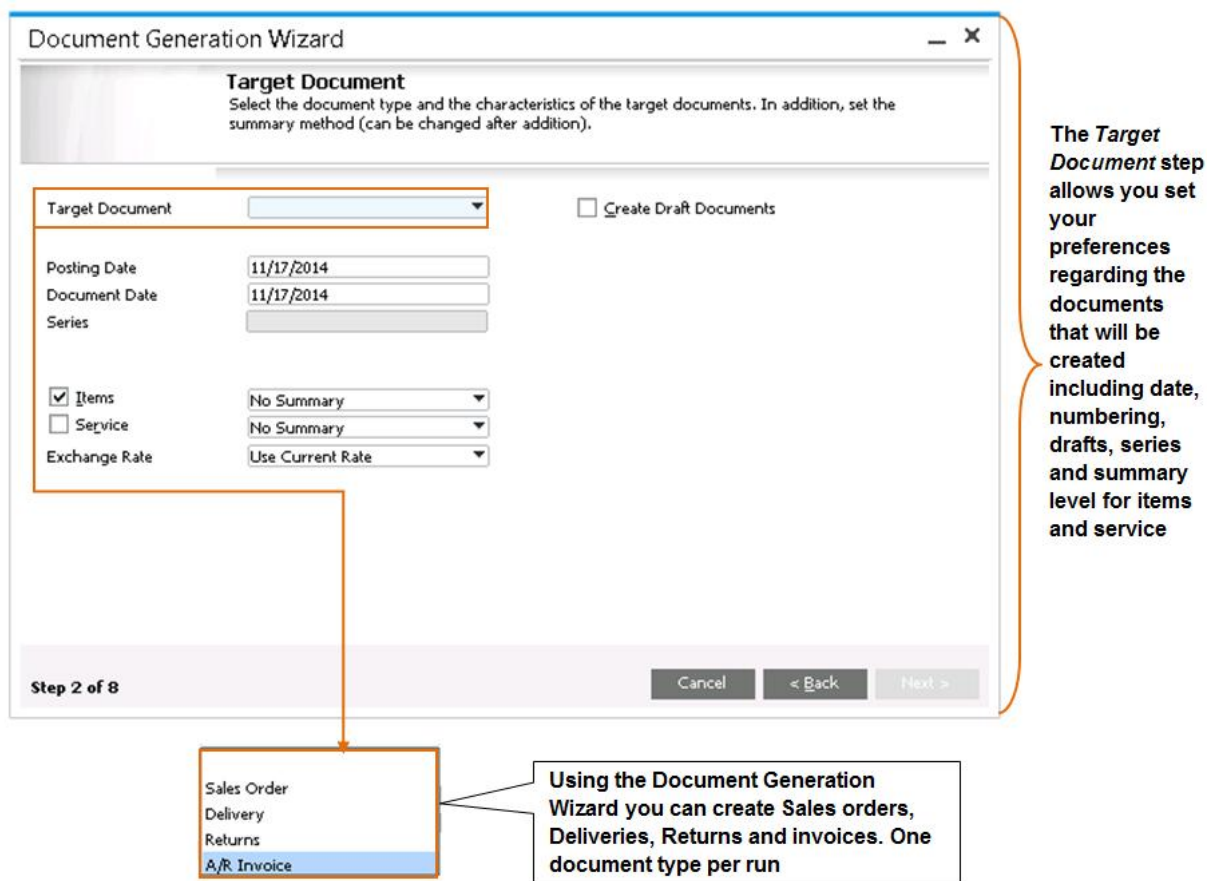 Document Generation Wizard
Target Document
Select the document type and the characteristics of the target documents. In addition, set the
summary method (can be changed after addition).
Target Document
Create Draft Documents
Posting Date 11/17/2014
Document Date 11/17/2014
Series
Items No Summary
Service No Summary
Exchange Rate Use Current Rate
Step 2 of 8
Cancel
< Back
Next >
The Target
Document step
allows you set
your
preferences
regarding the
documents
that will be
created
including date,
numbering,
drafts, series
and summary
level for items
and service
Sales Order
Delivery
Returns
A/R Invoice
Using the Document Generation
Wizard you can create Sales orders,
Deliveries, Returns and invoices. One
document type per run